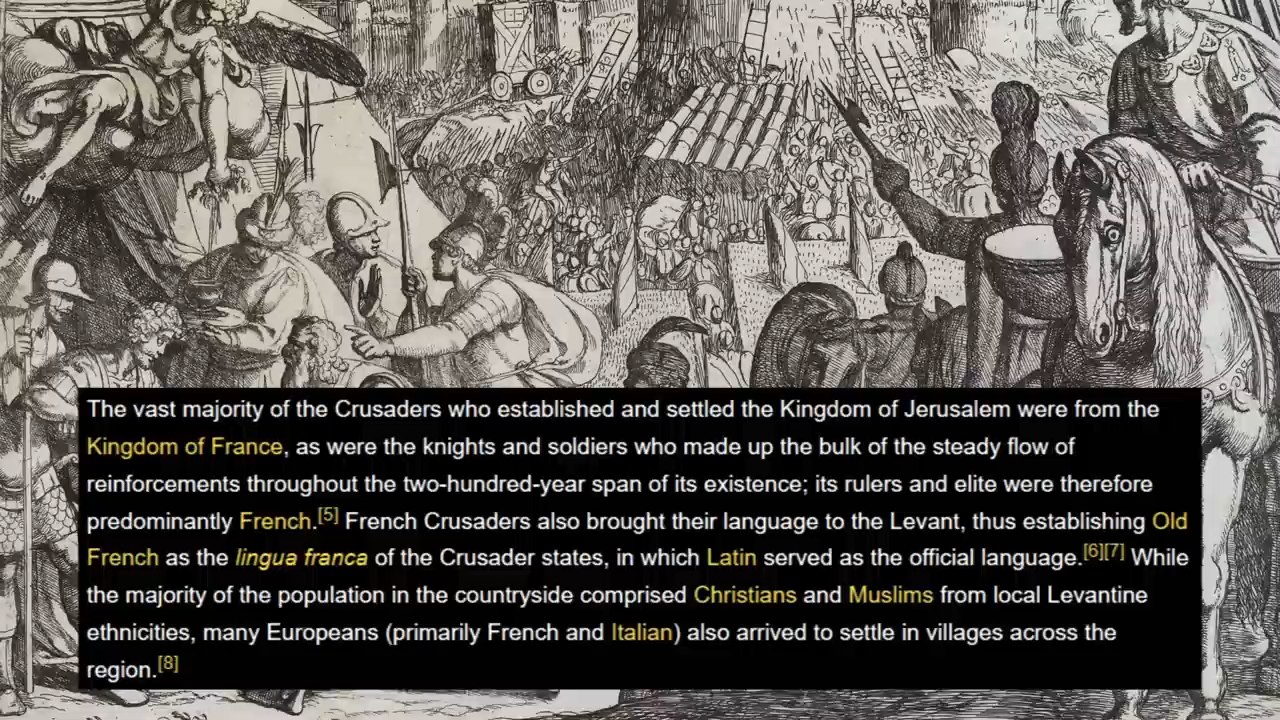 The vast majority of the Crusaders who established and settled the Kingdom of Jerusalem were from the
Kingdom of France, as were the knights and soldiers who made up the bulk of the steady flow of
reinforcements throughout the two-hundred-year span of its existence; its rulers and elite were therefore
predominantly French.[5] French Crusaders also brought their language to the Levant, thus establishing Old
French as the lingua franca of the Crusader states, in which Latin served as the official language.[6][7] While
the majority of the population in the countryside comprised Christians and Muslims from local Levantine
ethnicities, many Europeans (primarily French and Italian) also arrived to settle in villages across the
region.[8]